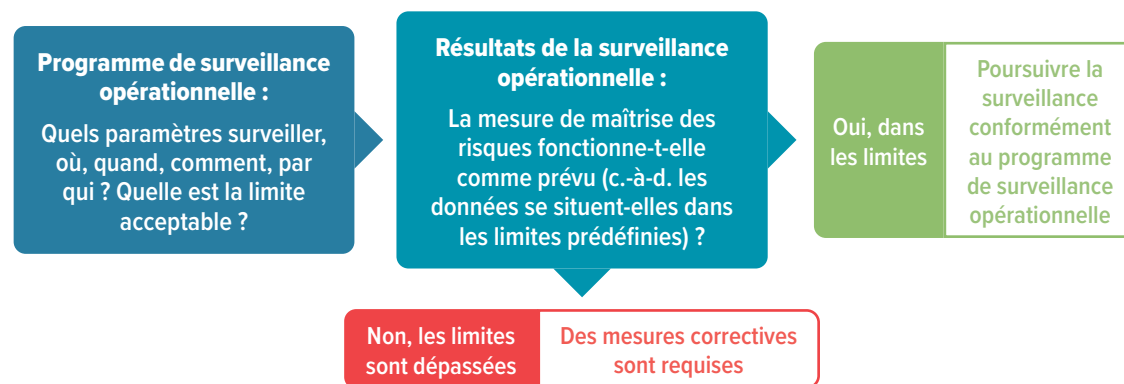 Programme de surveillance
opérationnelle :
Quels paramètres surveiller,
où, quand, comment, par
qui ? Quelle est la limite
acceptable ?
Résultats de la surveillance
opérationnelle :
La mesure de maîtrise des
risques fonctionne-t-elle
comme prévu (c.-à-d. les
données se situent-elles dans
les limites prédéfinies) ?
Oui, dans
les limites
Poursuivre la
surveillance
conformément
au programme
de surveillance
opérationnelle
Non, les limites
sont dépassées
Des mesures correctives
sont requises